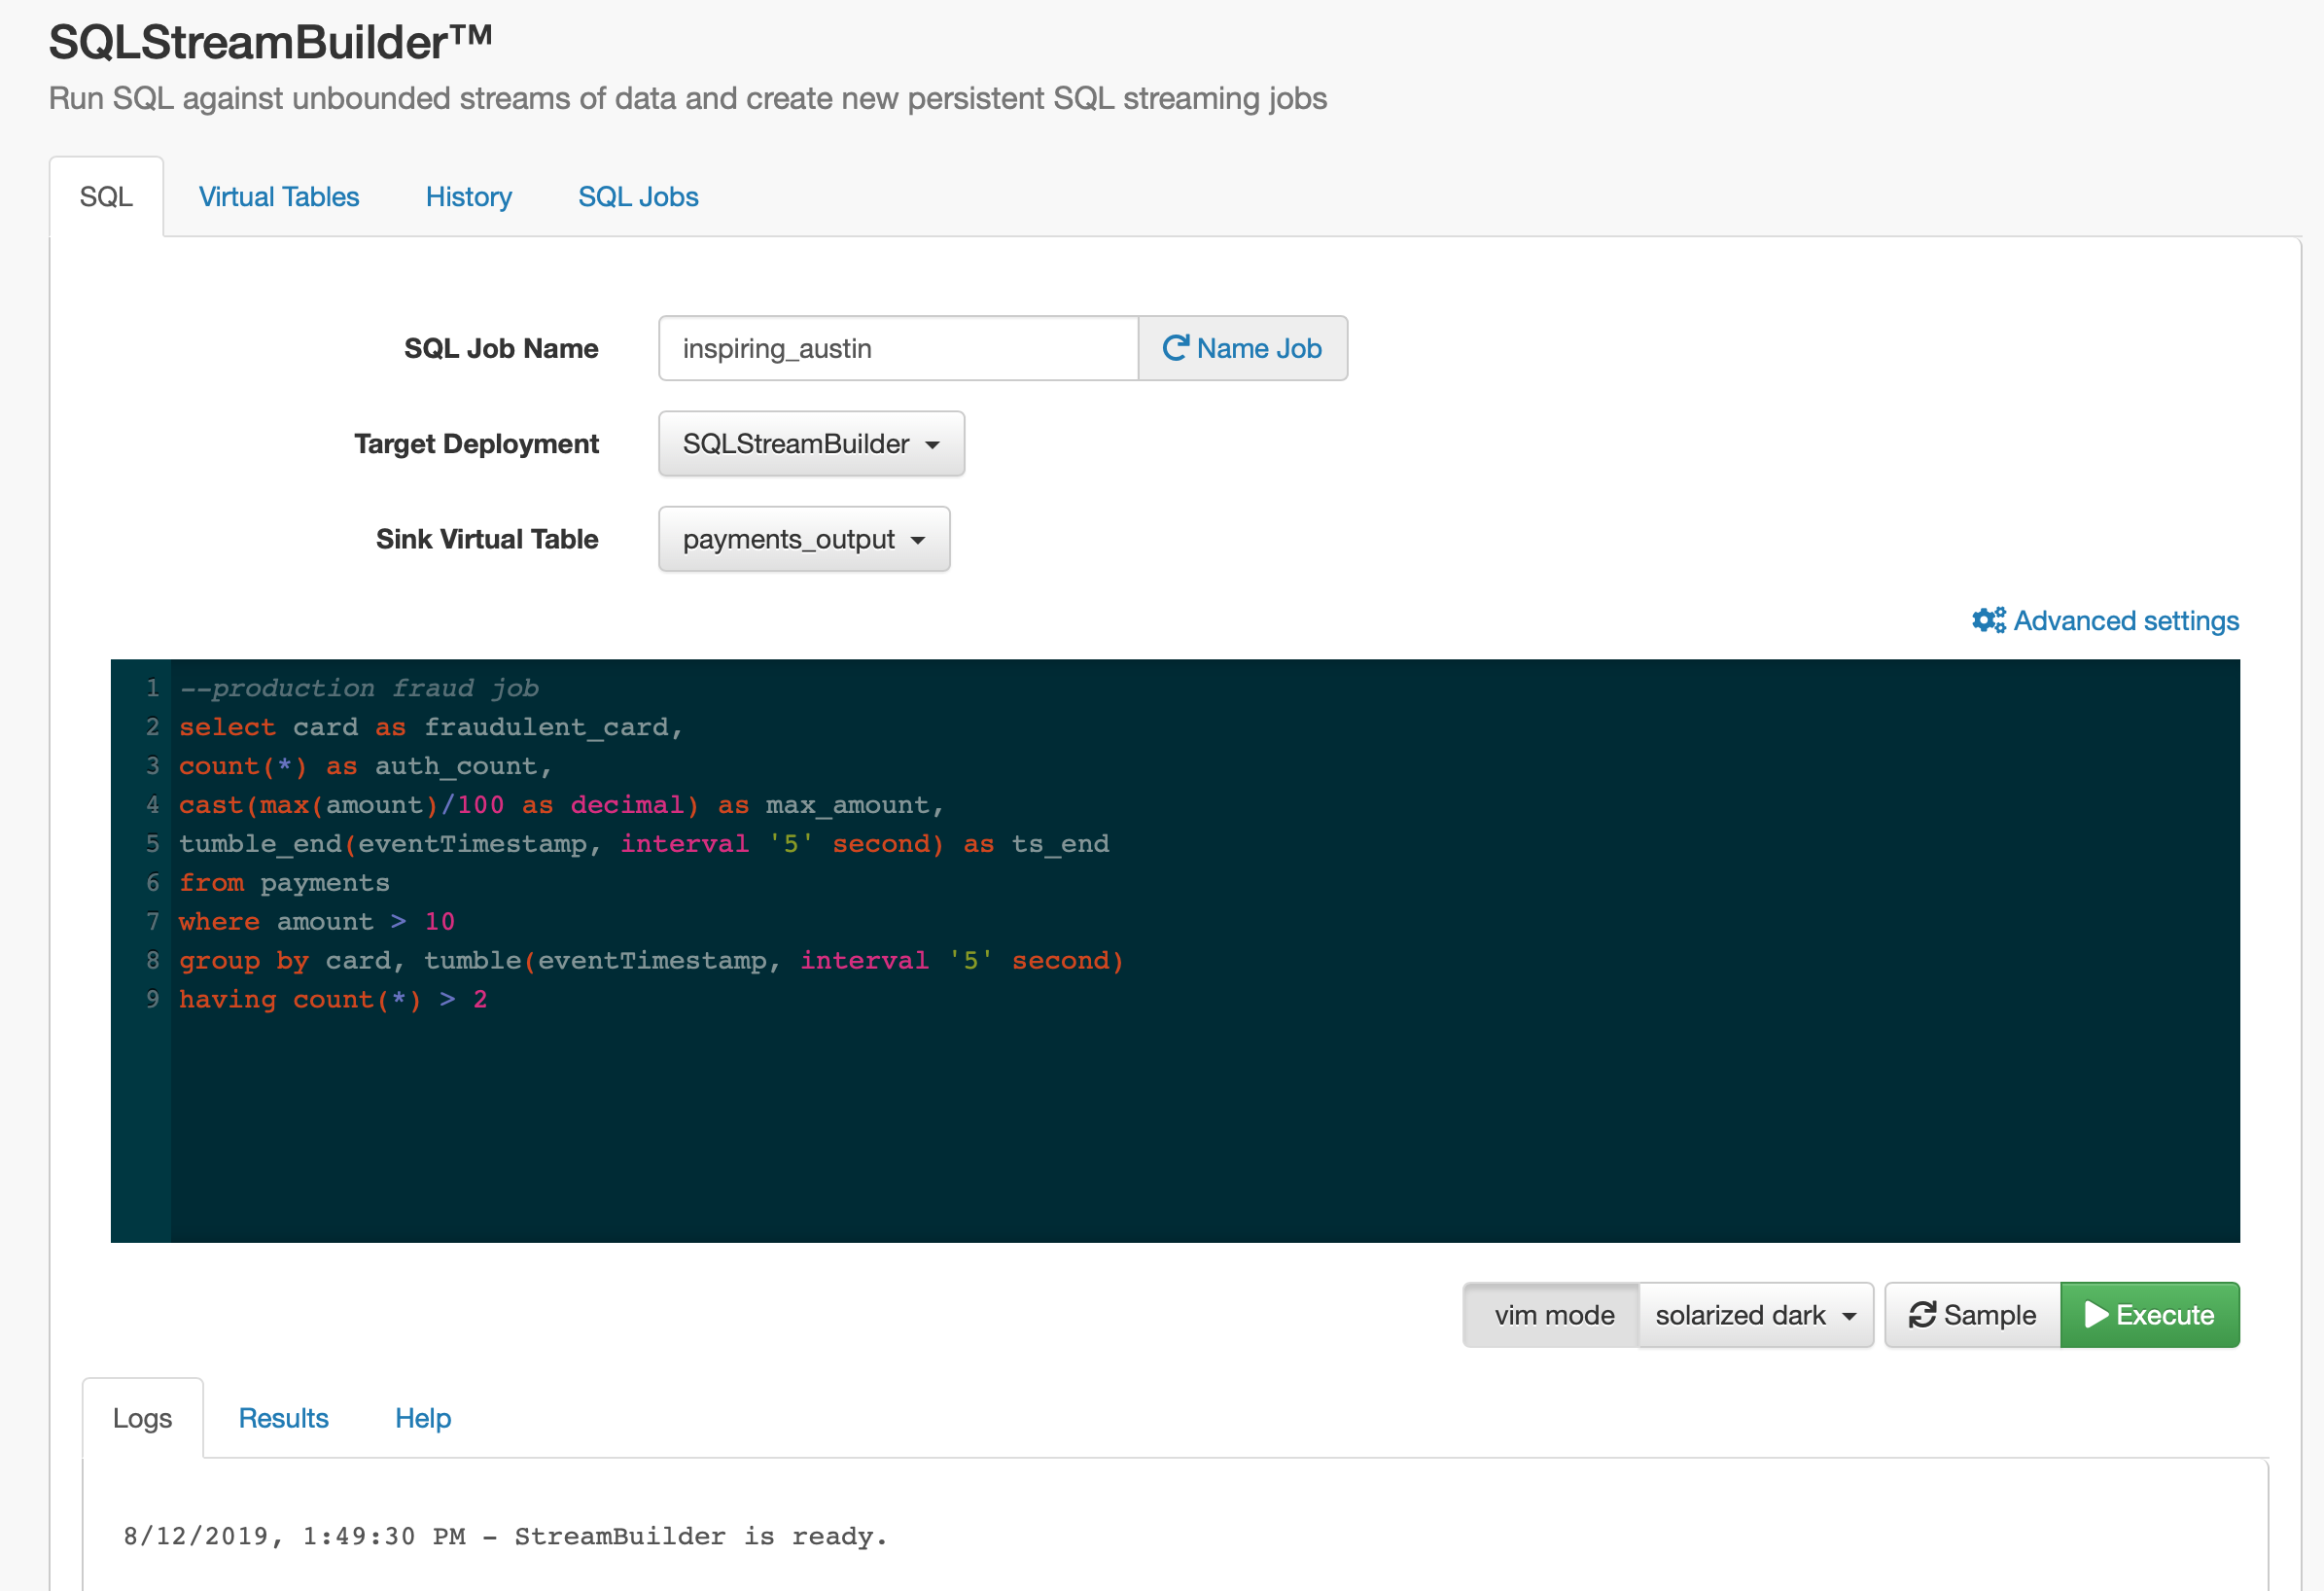 SQLStreamBuilder™
Run SQL against unbounded streams of data and create new persistent SQL streaming jobs
SQL Virtual Tables History SQL Jobs
SQL Job Name inspiring_austin Name Job
Target Deployment SQLStreamBuilder
Sink Virtual Table payments_output
Advanced settings
1 --production fraud job
2 select card as fraudulent_card,
3 count(*) as auth_count,
4 cast(max(amount)/100 as decimal) as max_amount,
5 tumble_end(eventTimestamp, interval '5' second) as ts_end
6 from payments
7 where amount > 10
8 group by card, tumble(eventTimestamp, interval '5' second)
9 having count(*) > 2
vim mode solarized dark Sample Execute
Logs Results Help
8/12/2019, 1:49:30 PM - StreamBuilder is ready.